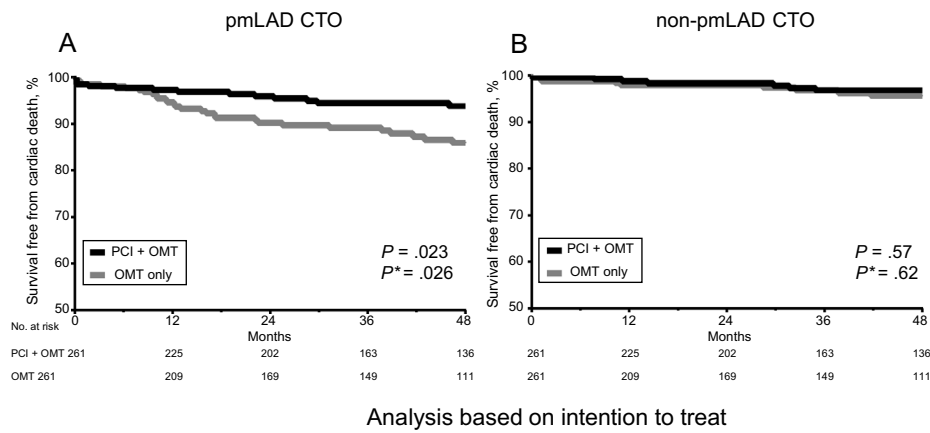 pmLAD CTO
A
Survival free from cardiac death, %
100
90
80
70
60
50
PCI + OMT
OMT only
P = .023
P* = .026
0 12 24 36 48
Months
No. at risk
PCI + OMT 261 225 202 163 136
OMT 261 209 169 149 111
non-pmLAD CTO
B
Survival free from cardiac death, %
100
90
80
70
60
50
PCI + OMT
OMT only
P = .57
P* = .62
0 12 24 36 48
Months
261 225 202 163 136
261 209 169 149 111
Analysis based on intention to treat